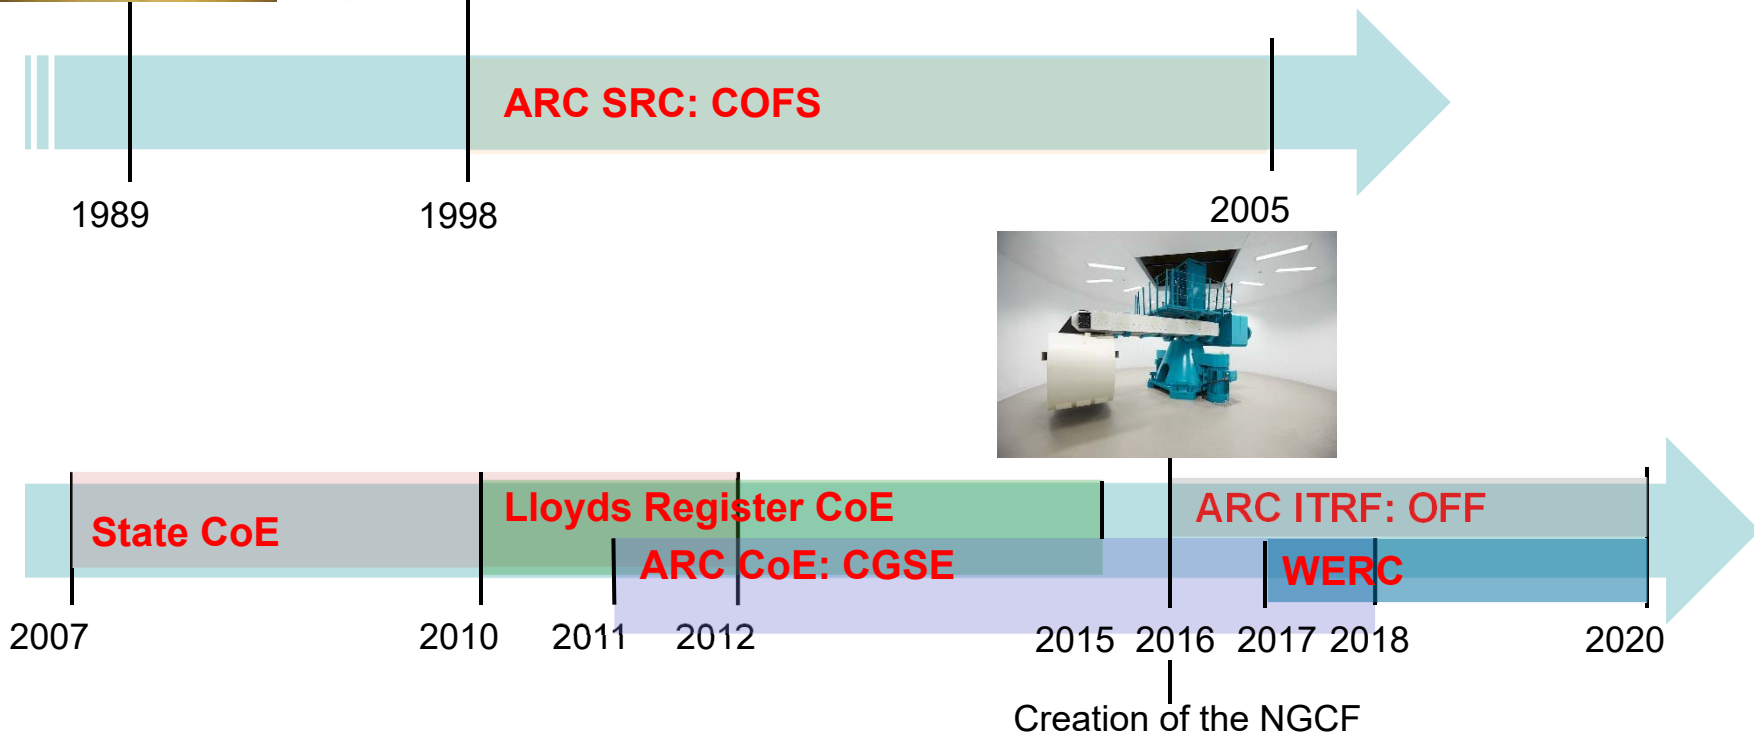 ARC SRC: COFS
1989
1998
2005
State CoE
Lloyds Register CoE
ARC CoE: CGSE
ARC ITRF: OFF
WERC
2007
2010
2011
2012
2015
2016
2017
2018
2020
Creation of the NGCF